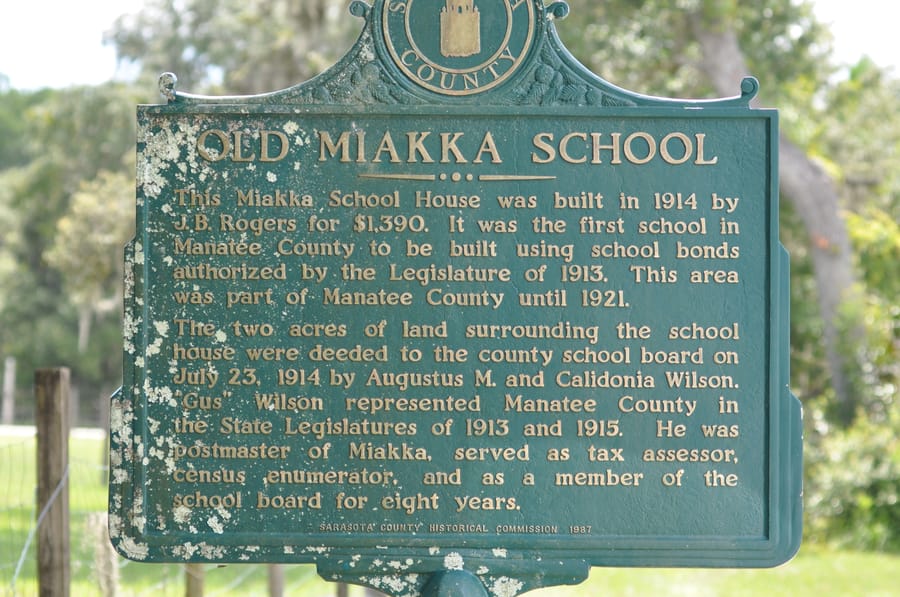 COUNTY
OLD MIAKKA SCHOOL
This Miakka School House was built in 1914 by
J.B. Rogers for $1,390. It was the first school in
Manatee County to be built using school bonds
authorized by the Legislature of 1913. This area
was part of Manatee County until 1921.
The two acres of land surrounding the school
house were deeded to the county school board on
July 23, 1914 by Augustus M. and Calidonia Wilson.
"Gus" Wilson represented Manatee County in
the State Legislatures of 1913 and 1915. He was
postmaster of Miakka, served as tax assessor,
census enumerator, and as a member of the
school board for eight years.
SARASOTA COUNTY HISTORICAL COMMISSION 1987